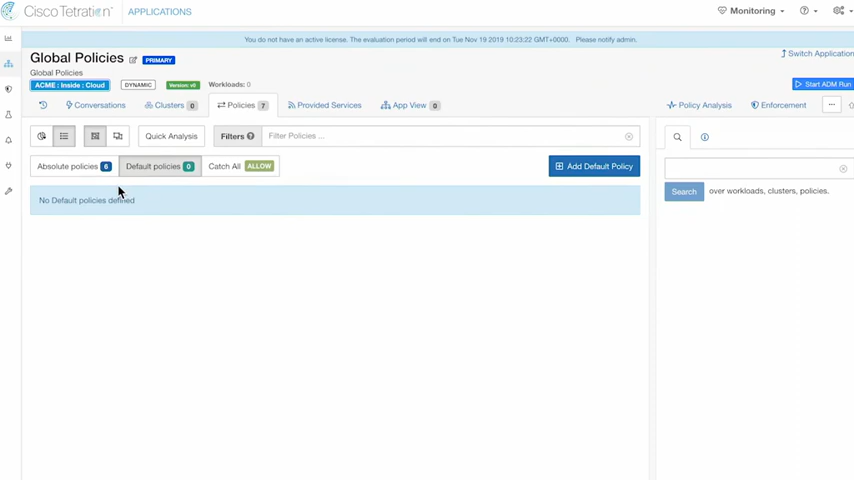 Cisco Tetration™ APPLICATIONS Monitoring
You do not have an active license. The evaluation period will end on Tue Nov 19 2019 10:23:22 GMT+0000. Please notify admin.
Global Policies PRIMARY Switch Application
Global Policies
ACME : Inside : Cloud DYNAMIC Version: v6 Workloads: 0 Start ADM Run
Conversations Clusters 0 Policies 7 Provided Services App View 0 Policy Analysis Enforcement ...
Quick Analysis Filters Filter Policies ...
Absolute policies 6 Default policies 0 Catch All ALLOW Add Default Policy
Search over workloads, clusters, policies.
No Default policies defined